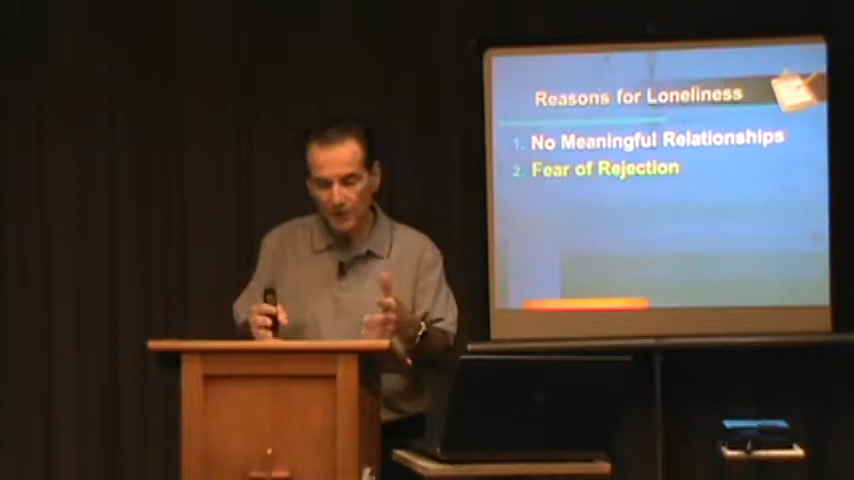 Reasons for Loneliness
1. No Meaningful Relationships
2. Fear of Rejection